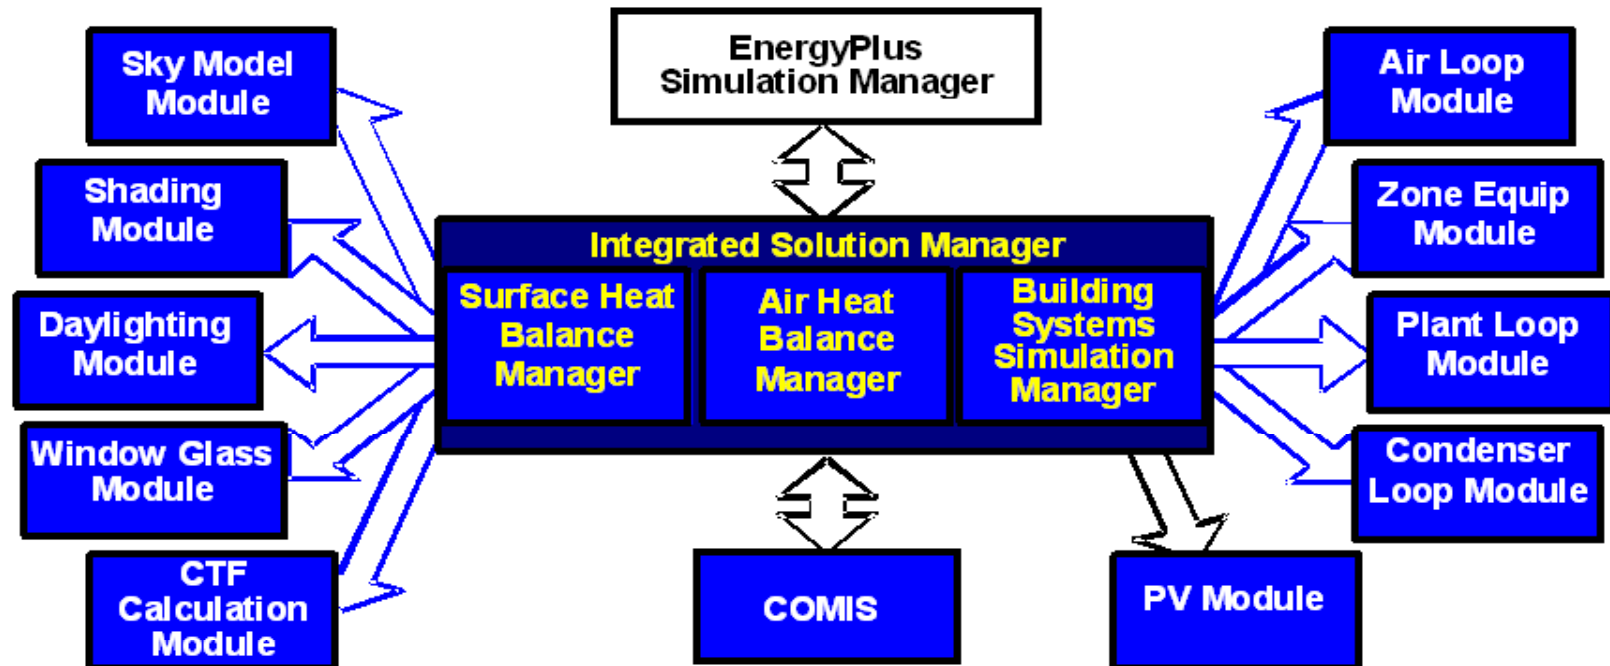 EnergyPlus
Simulation Manager
Sky Model
Module
Shading
Module
Daylighting
Module
Window Glass
Module
CTF
Calculation
Module
Integrated Solution Manager
Surface Heat
Balance
Manager
Air Heat
Balance
Manager
Building
Systems
Simulation
Manager
COMIS
PV Module
Air Loop
Module
Zone Equip
Module
Plant Loop
Module
Condenser
Loop Module